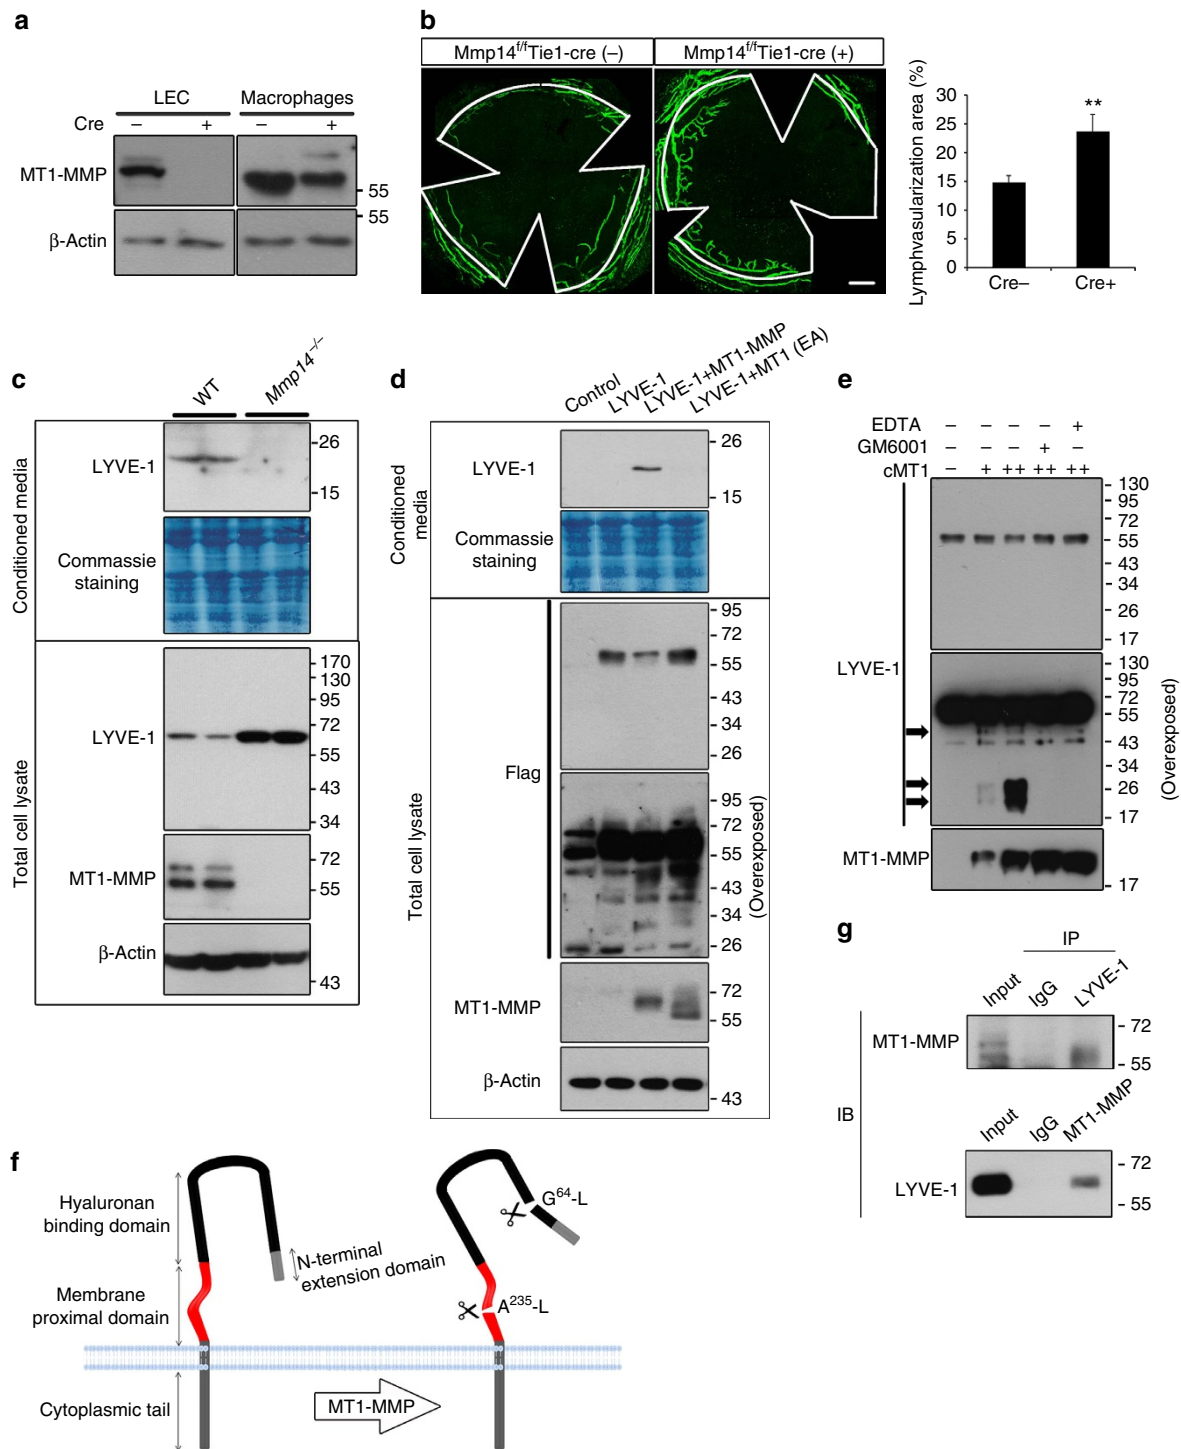 a
LEC Macrophages
Cre – + – +
MT1-MMP
55
55
β-Actin
b
Mmp14f/fTie1-cre (–) Mmp14f/fTie1-cre (+)
Lymphvasularization area (%)
30
25
20
15
10
5
0
**
Cre– Cre+
c
WT Mmp14–/–
Conditioned media
LYVE-1
26
15
Commassie
staining
Total cell lysate
LYVE-1
170
130
95
72
55
43
34
MT1-MMP
72
55
β-Actin
43
d
Control LYVE-1 LYVE-1+MT1-MMP LYVE-1+MT1 (EA)
Conditioned
media
LYVE-1
26
15
Commassie
staining
Total cell lysate
Flag
95
72
55
43
34
26
95
72
55
43
34
26
(Overexposed)
MT1-MMP
72
55
β-Actin
43
e
EDTA – – – – +
GM6001 – – – + –
cMT1 – + ++ ++ ++
LYVE-1
130
95
72
55
43
34
26
17
130
95
72
55
43
34
26
17
(Overexposed)
MT1-MMP
17
f
Hyaluronan
binding domain
N-terminal
extension domain
Membrane
proximal domain
Cytoplasmic tail
MT1-MMP
G64-L
A235-L
g
IP
Input IgG LYVE-1
IB
MT1-MMP
72
55
Input IgG MT1-MMP
LYVE-1
72
55